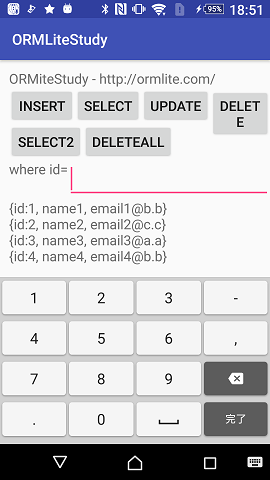 95% 18:51
ORMLiteStudy
ORMiteStudy - http://ormlite.com/
INSERT SELECT UPDATE DELETE
SELECT2 DELETEALL
where id=
{id:1, name1, email1@b.b}
{id:2, name2, email2@c.c}
{id:3, name3, email3@a.a}
{id:4, name4, email4@b.b}
1 2 3 -
4 5 6 ,
7 8 9
. 0 完了